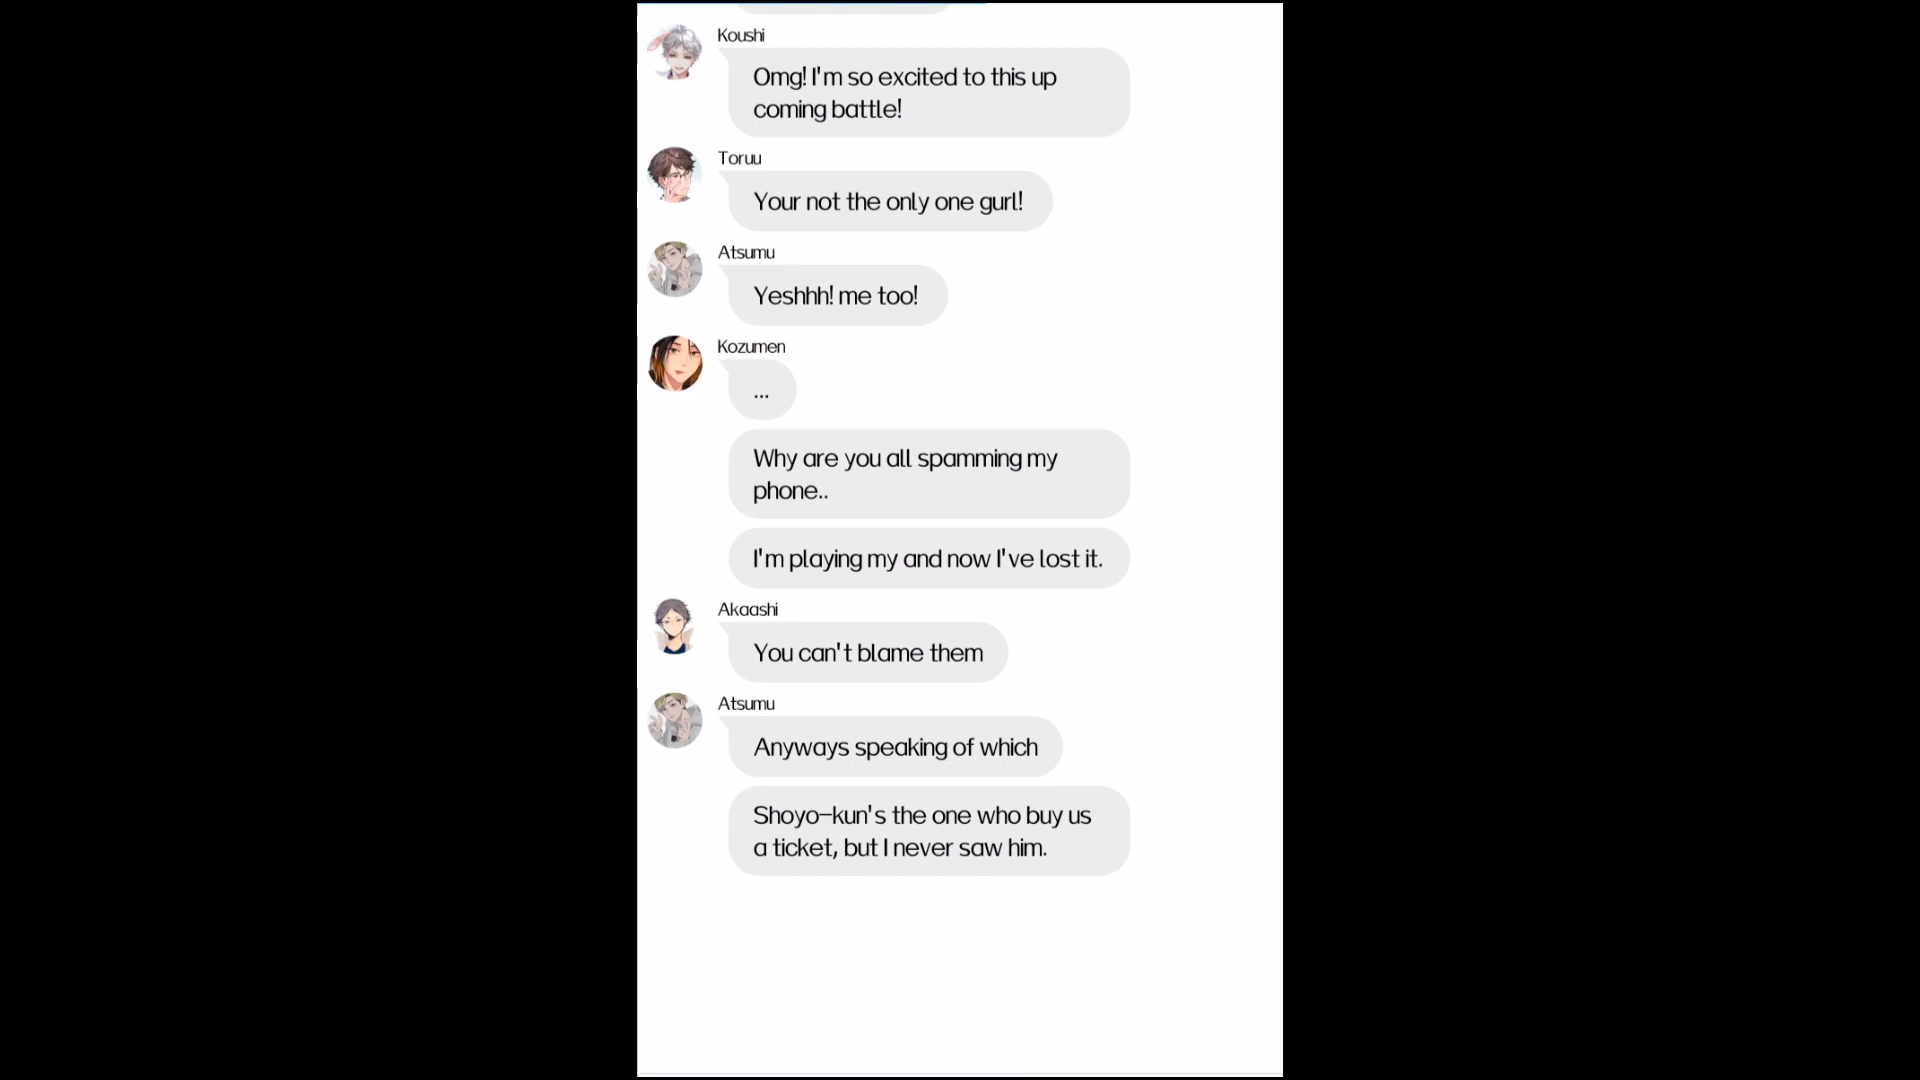 Koushi
Omg! I'm so excited to this up
coming battle!
Toruu
Your not the only one gurl!
Atsumu
Yeshhh! me too!
Kozumen
...
Why are you all spamming my
phone..
I'm playing my and now I've lost it.
Akaashi
You can't blame them
Atsumu
Anyways speaking of which
Shoyo-kun's the one who buy us
a ticket, but I never saw him.